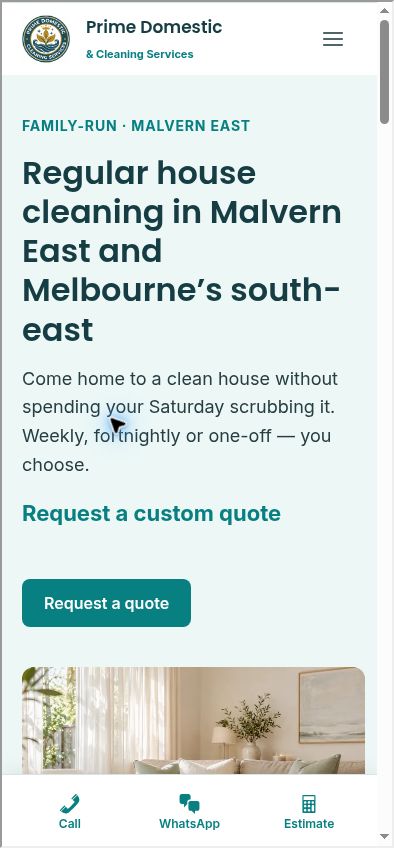 Prime Domestic
& Cleaning Services
FAMILY-RUN · MALVERN EAST
Regular house
cleaning in Malvern
East and
Melbourne’s south-
east
Come home to a clean house without
spending your Saturday scrubbing it.
Weekly, fortnightly or one-off — you
choose.
Request a custom quote
Request a quote
Call
WhatsApp
Estimate